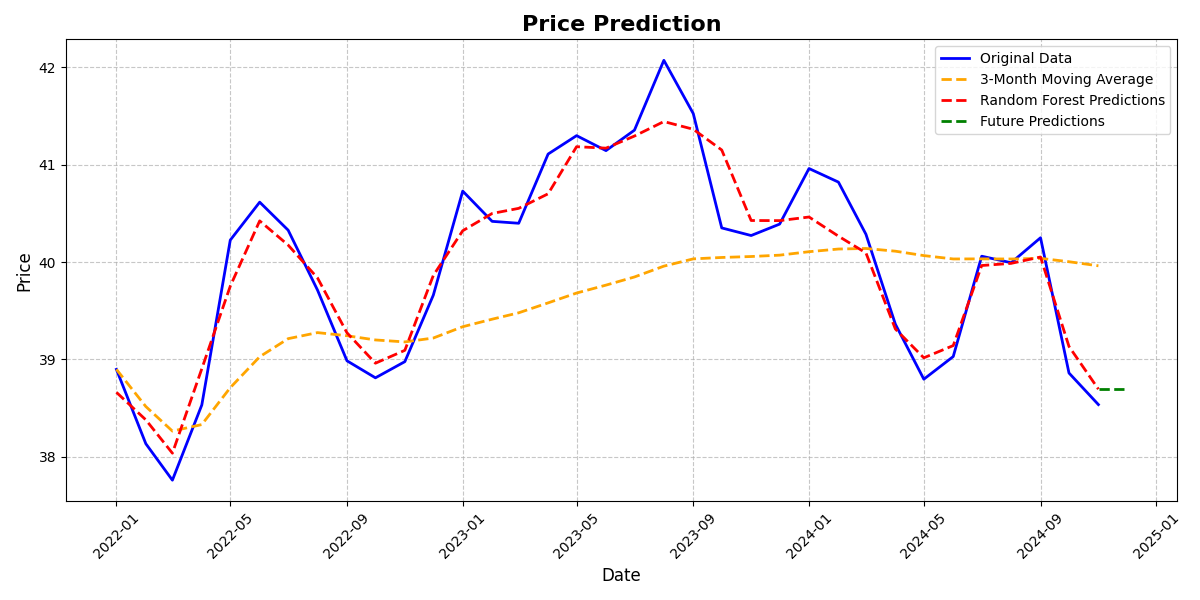 Price Prediction
Original Data
3-Month Moving Average
Random Forest Predictions
Future Predictions
Price
42
41
40
39
38
2022-01
2022-05
2022-09
2023-01
2023-05
2023-09
2024-01
2024-05
2024-09
2025-01
Date